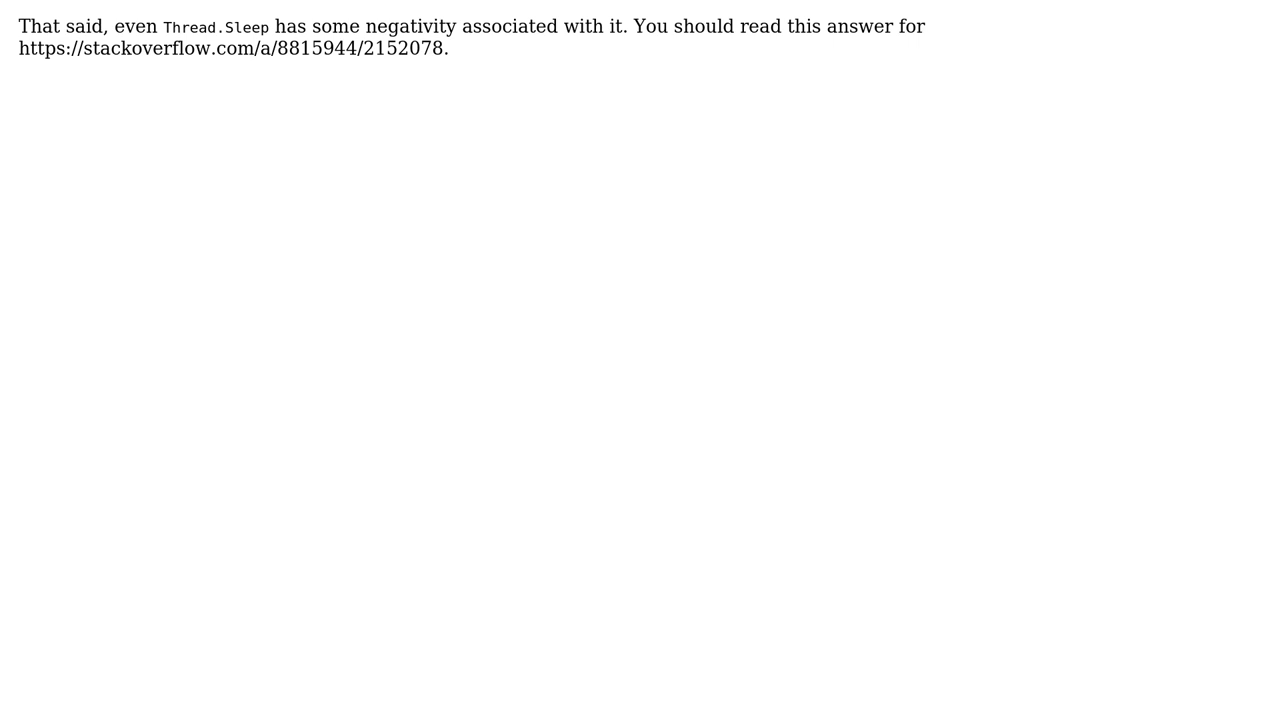 That said, even Thread.Sleep has some negativity associated with it. You should read this answer for
https://stackoverflow.com/a/8815944/2152078.